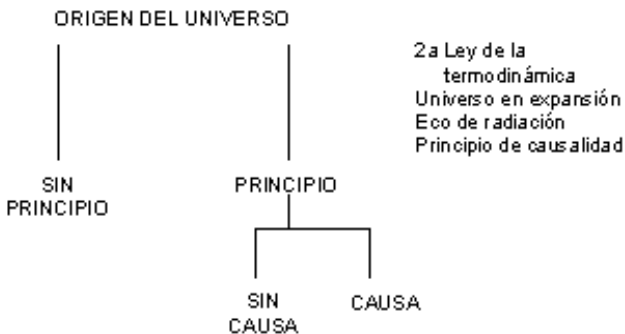 ORIGEN DEL UNIVERSO
2a Ley de la
termodinámica
Universo en expansión
Eco de radiación
Principio de causalidad
SIN
PRINCIPIO
PRINCIPIO
SIN
CAUSA
CAUSA